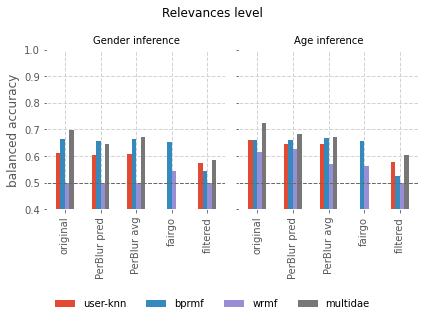 Relevances level
Gender inference
Age inference
balanced accuracy
1.0
0.9
0.8
0.7
0.6
0.5
0.4
original
PerBlur pred
PerBlur avg
fairgo
filtered
original
PerBlur pred
PerBlur avg
fairgo
filtered
user-knn bprmf wrmf multidae